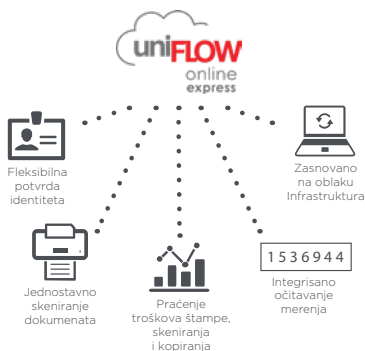 uniFLOW
online
express
Fleksibilna
potvrda
identiteta
Zasnovano
na oblaku
Infrastruktura
Jednostavno
skeniranje
dokumenata
Praćenje
troškova štampe,
skeniranja
i kopiranja
1536944
Integrisano
očitavanje
merenja